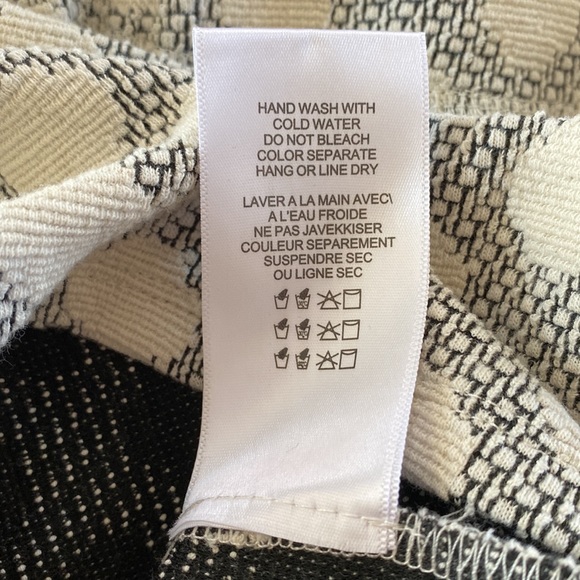 HAND WASH WITH
COLD WATER
DO NOT BLEACH
COLOR SEPARATE
HANG OR LINE DRY
LAVER A LA MAIN AVEC\
A L'EAU FROIDE
NE PAS JAVEKKISER
COULEUR SEPAREMENT
SUSPENDRE SEC
OU LIGNE SEC